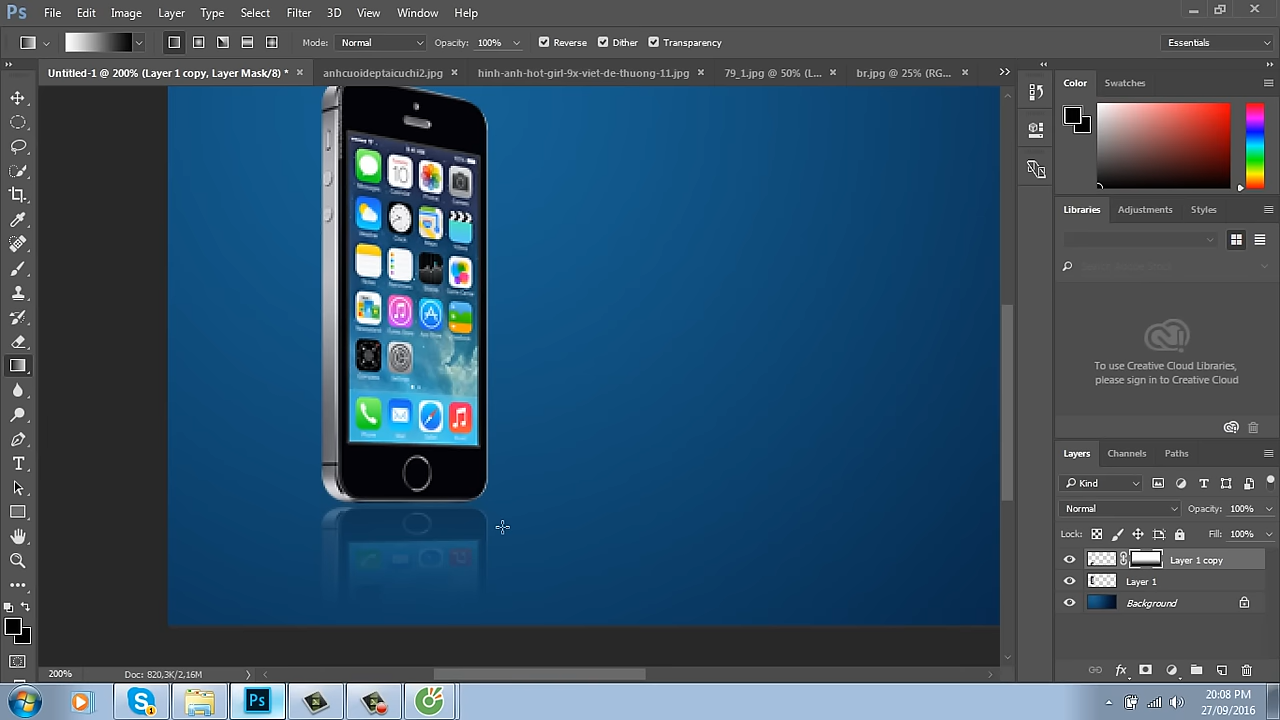 Ps File Edit Image Layer Type Select Filter 3D View Window Help
Mode: Normal Opacity: 100% Reverse Dither Transparency Essentials
Untitled-1 @ 200% (Layer 1 copy, Layer Mask/8) * × anhcuoideptaicuchi2.jpg × hinh-anh-hot-girl-9x-viet-de-thuong-11.jpg × 79_1.jpg @ 50% (L... × br.jpg @ 25% (RG... ×
Color Swatches
Libraries Adjustments Styles
To use Creative Cloud Libraries,
please sign in to Creative Cloud
Layers Channels Paths
Kind
Normal Opacity: 100%
Lock: Fill: 100%
Layer 1 copy
Layer 1
Background
200% Doc: 820,3K/2,16M
20:08 PM
27/09/2016